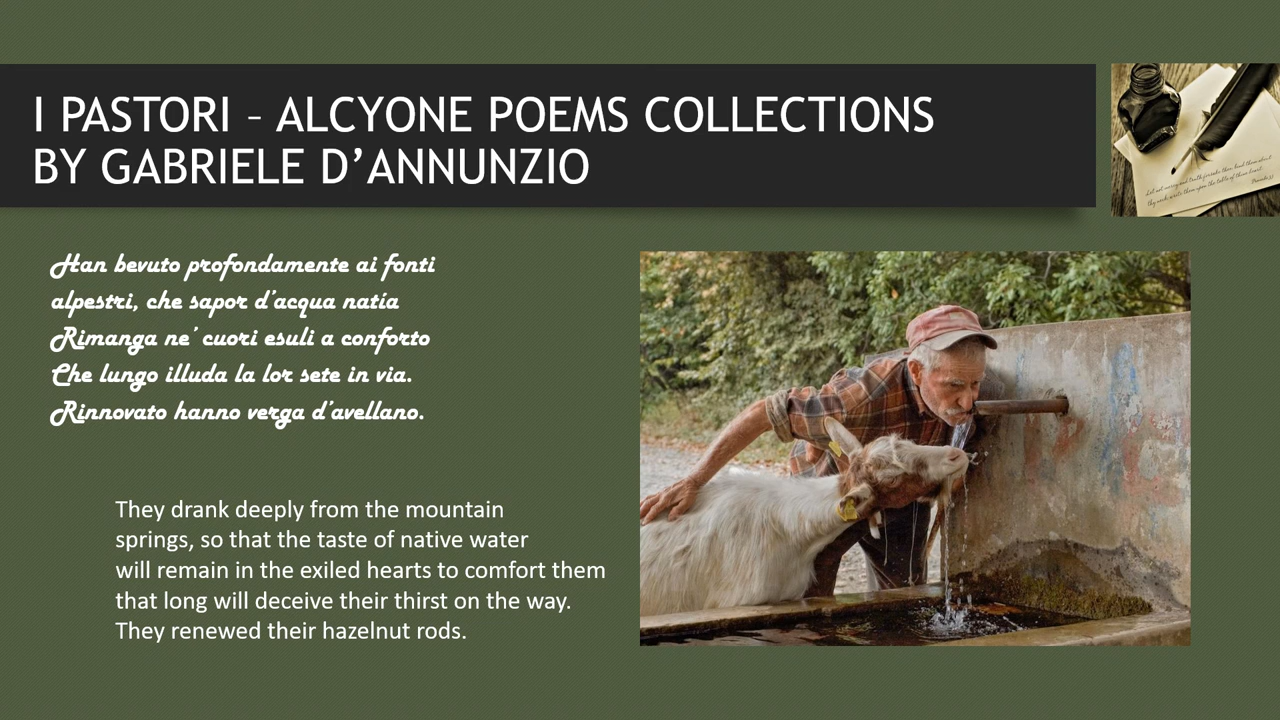 I PASTORI – ALCYONE POEMS COLLECTIONS
BY GABRIELE D’ANNUNZIO
Han bevuto profondamente ai fonti
alpestri, che sapor d’acqua natia
Rimanga ne’ cuori esuli a conforto
Che lungo illuda la lor sete in via.
Rinnovato hanno verga d’avellano.
They drank deeply from the mountain
springs, so that the taste of native water
will remain in the exiled hearts to comfort them
that long will deceive their thirst on the way.
They renewed their hazelnut rods.